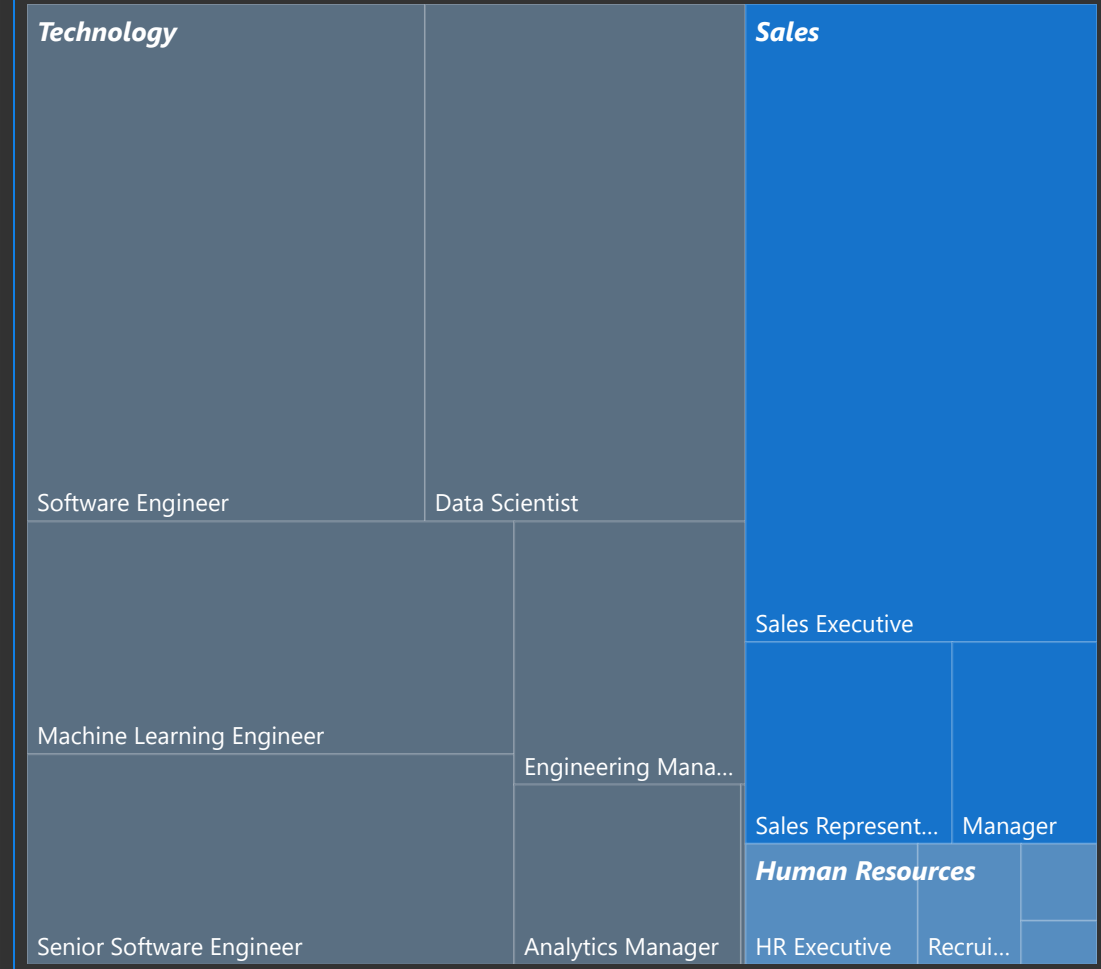 Technology
Software Engineer
Data Scientist
Machine Learning Engineer
Engineering Mana...
Senior Software Engineer
Analytics Manager
Sales
Sales Executive
Sales Represent...
Manager
Human Resources
HR Executive
Recrui...